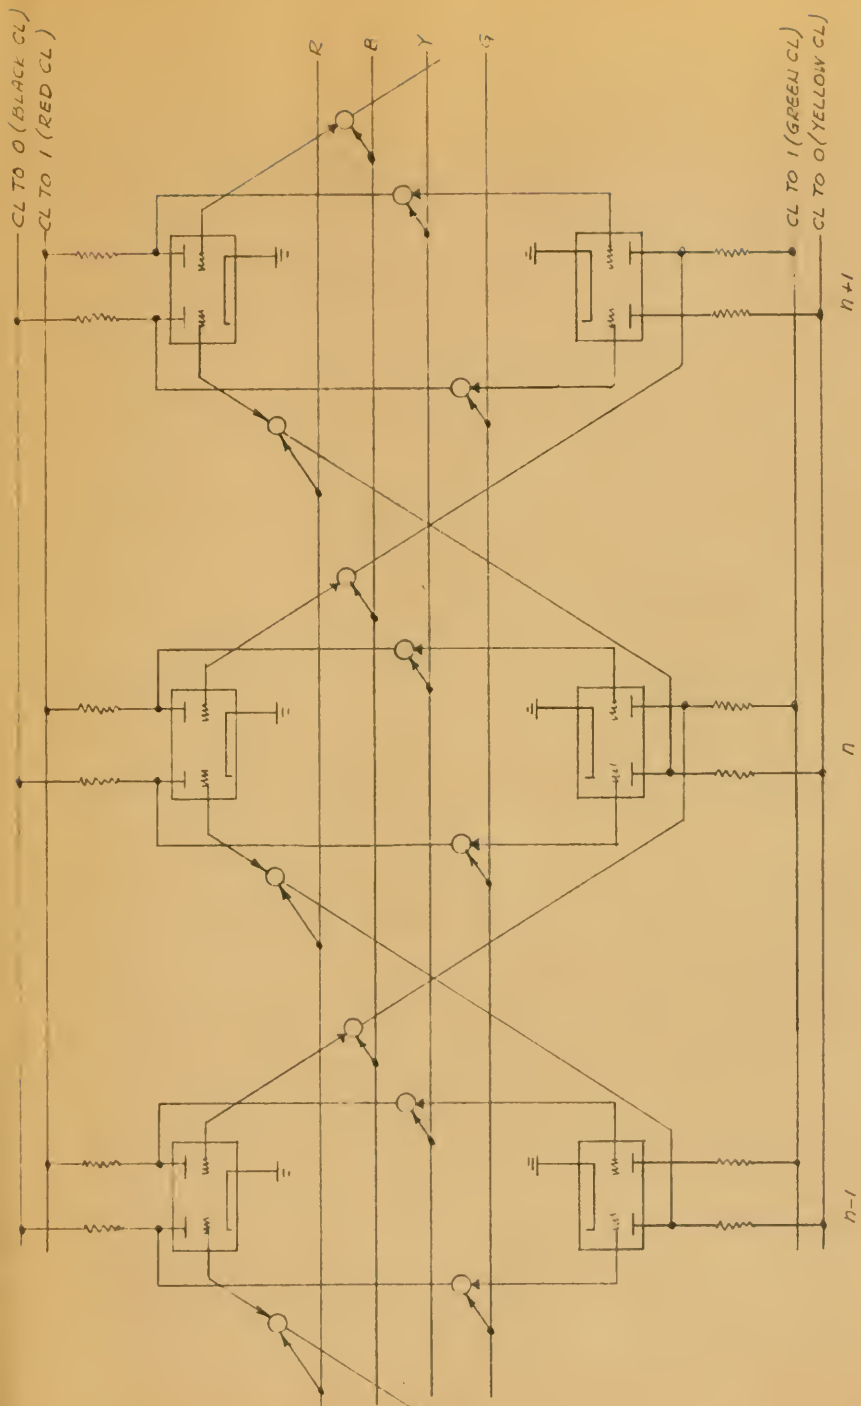 CL TO 0 (BLACK CL)
CL TO 1 (RED CL)
R
B
Y
G
CL TO 1 (GREEN CL)
CL TO 0 (YELLOW CL)
n+1
n
n-1